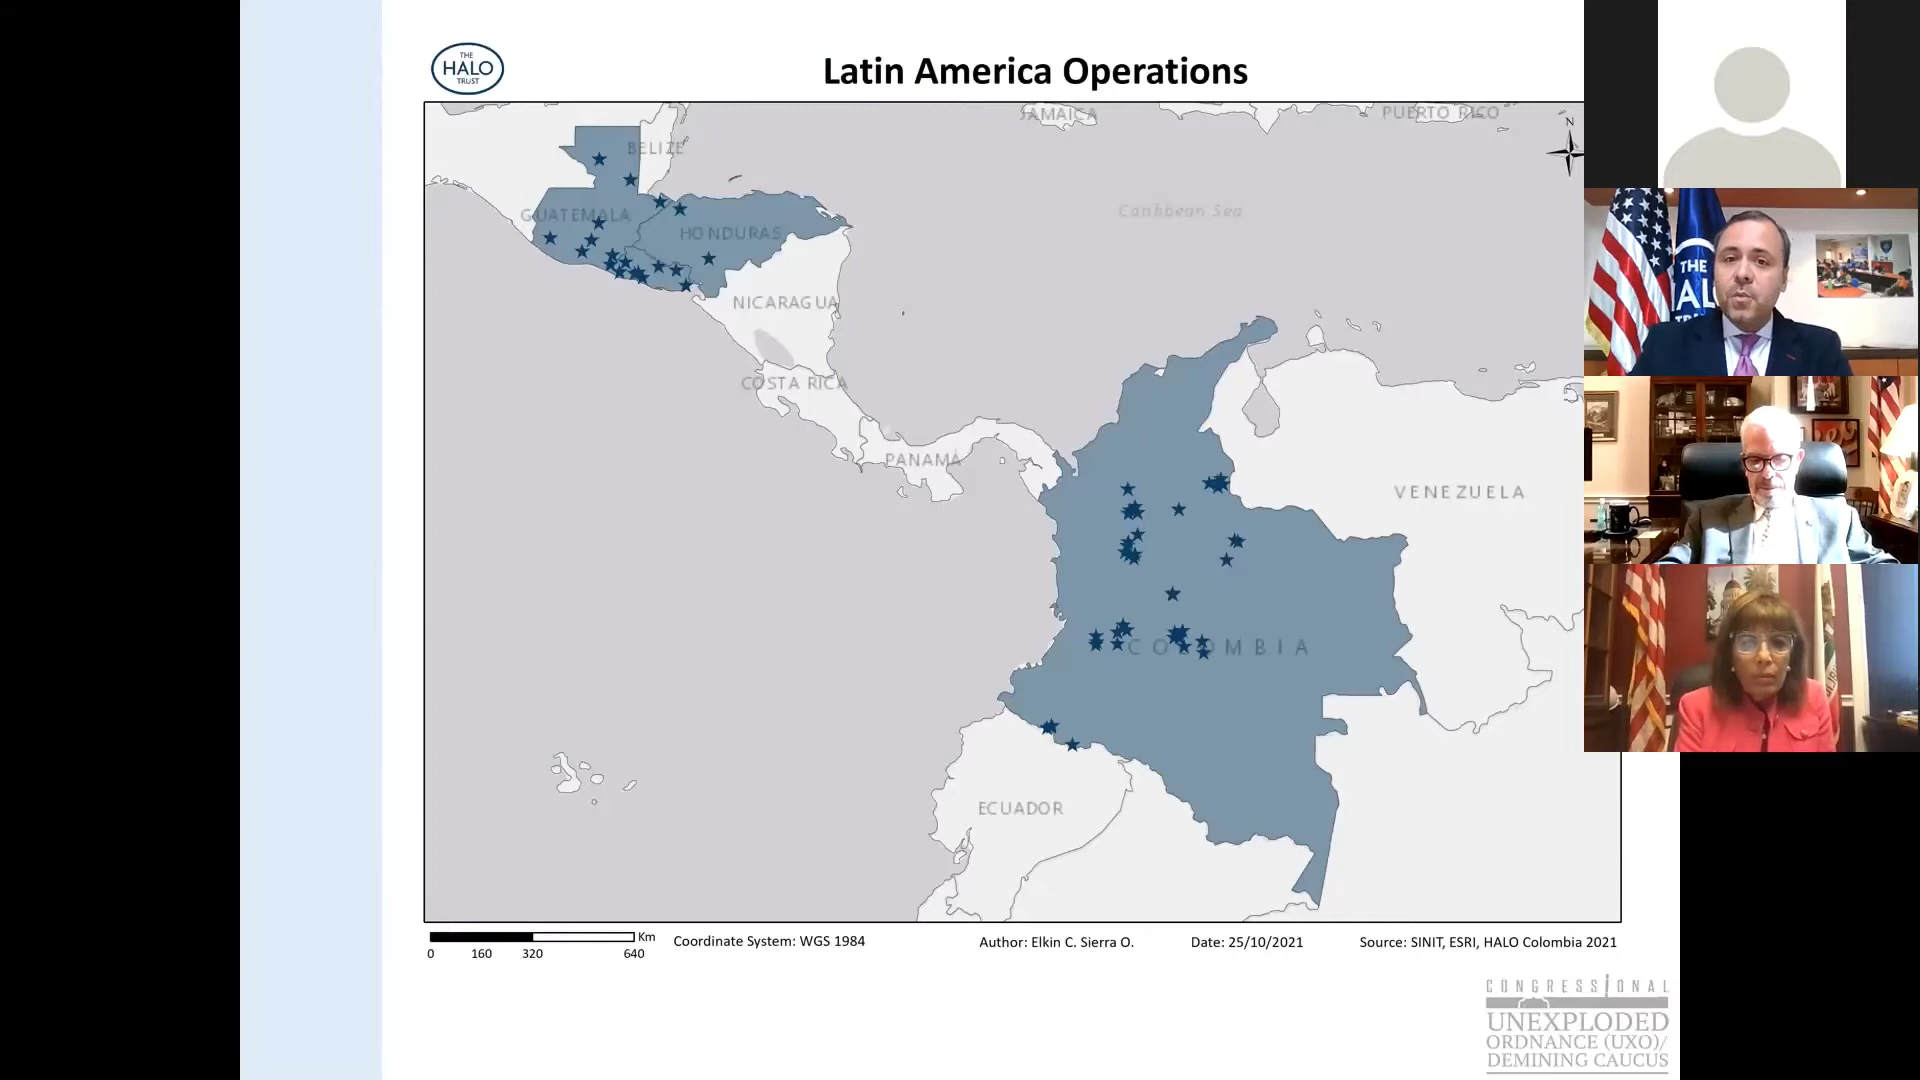 THE
HALO
TRUST
Latin America Operations
JAMAICA
PUERTO RICO
N
BELIZE
GUATEMALA
HONDURAS
Caribbean Sea
NICARAGUA
COSTA RICA
PANAMÁ
VENEZUELA
COLOMBIA
ECUADOR
Km
0 160 320 640
Coordinate System: WGS 1984
Author: Elkin C. Sierra O.
Date: 25/10/2021
Source: SINIT, ESRI, HALO Colombia 2021
CONGRESSIONAL
UNEXPLODED
ORDNANCE (UXO)/
DEMINING CAUCUS
THE